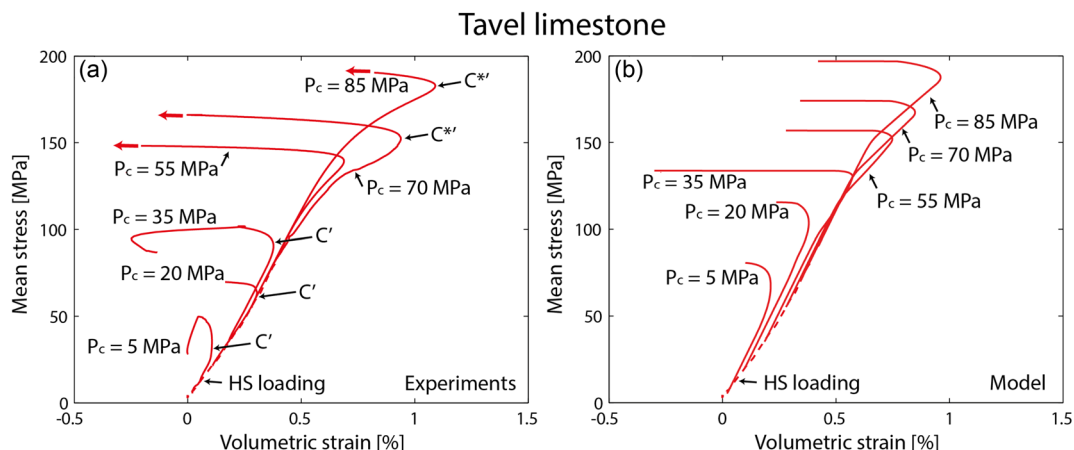 Tavel limestone
(a)
200
150
100
50
0
-0.5
0
0.5
1
1.5
Mean stress [MPa]
Volumetric strain [%]
Pc = 85 MPa
C*′
C*′
Pc = 55 MPa
Pc = 70 MPa
Pc = 35 MPa
C′
Pc = 20 MPa
C′
Pc = 5 MPa
C′
HS loading
Experiments
(b)
200
150
100
50
0
-0.5
0
0.5
1
1.5
Mean stress [MPa]
Volumetric strain [%]
Pc = 85 MPa
Pc = 70 MPa
Pc = 35 MPa
Pc = 55 MPa
Pc = 20 MPa
Pc = 5 MPa
HS loading
Model